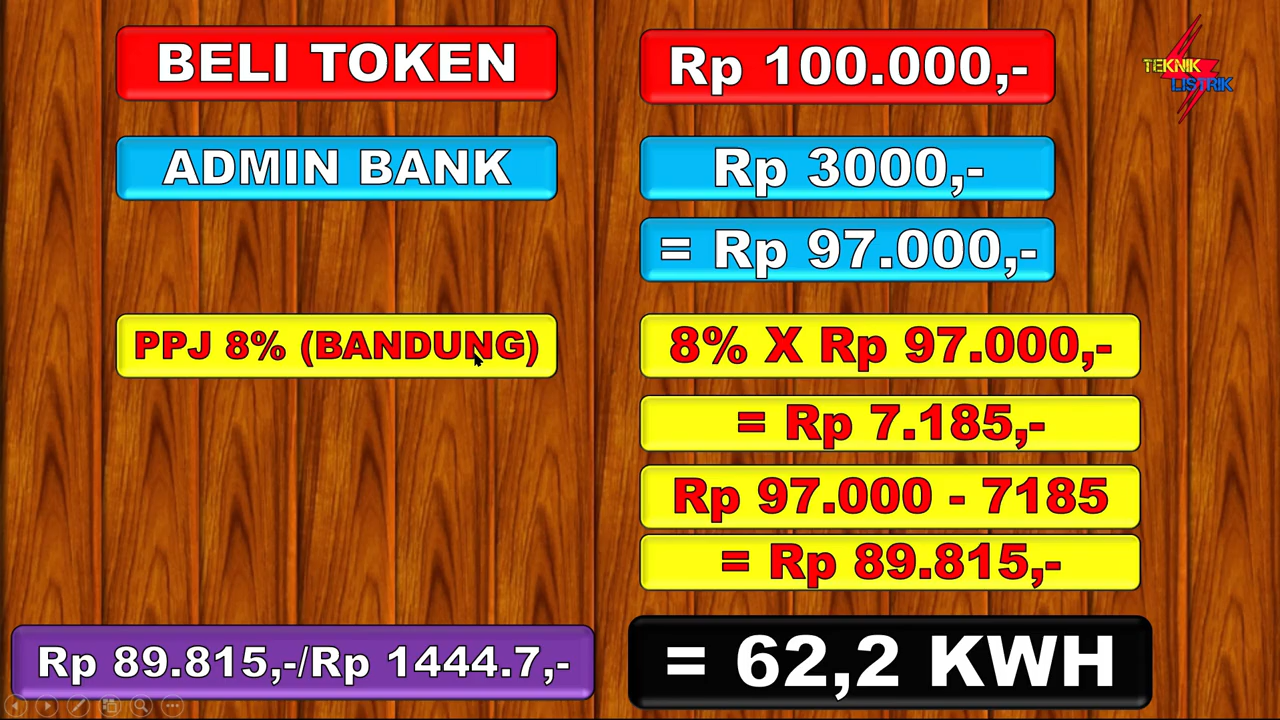 BELI TOKEN
Rp 100.000,-
TEKNIK
LISTRIK
ADMIN BANK
Rp 3000,-
= Rp 97.000,-
PPJ 8% (BANDUNG)
8% X Rp 97.000,-
= Rp 7.185,-
Rp 97.000 - 7185
= Rp 89.815,-
Rp 89.815,-/Rp 1444.7,-
= 62,2 KWH